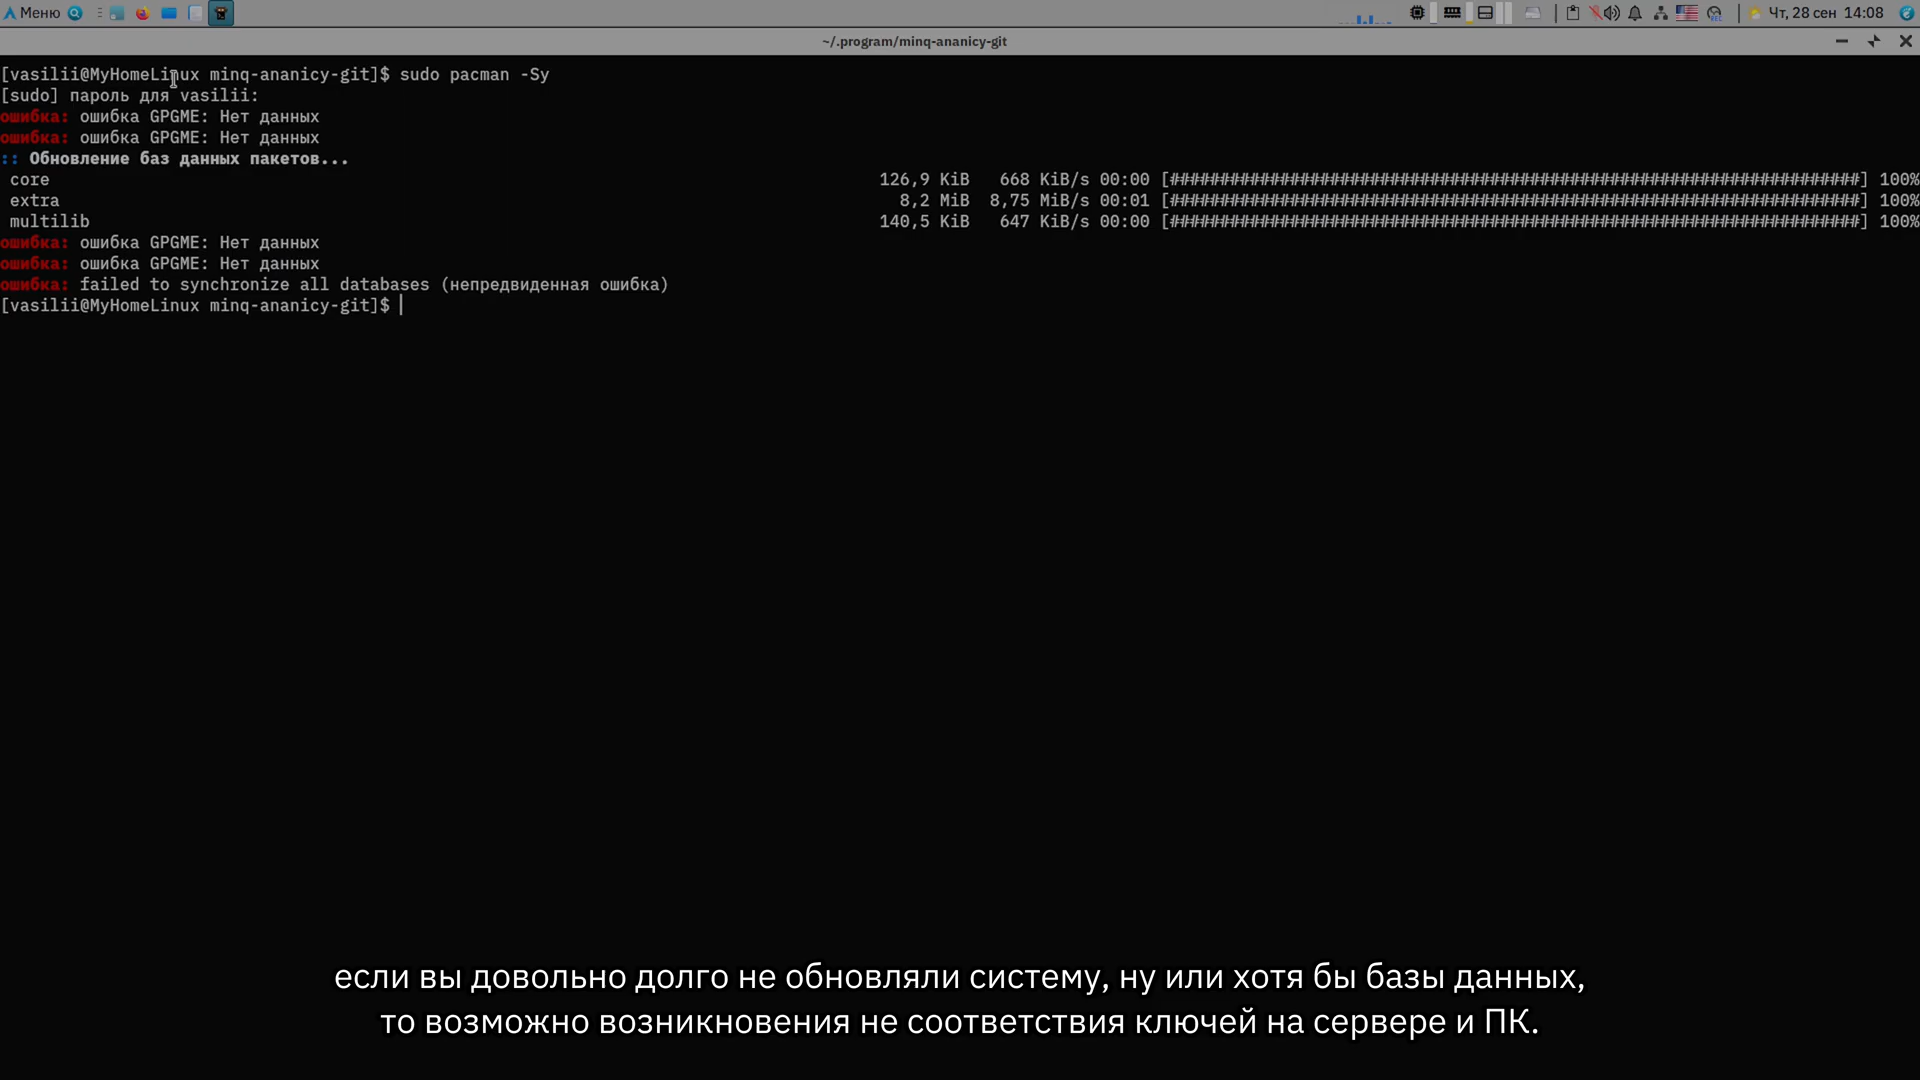 Меню
Чт, 28 сен 14:08
~/.program/minq-ananicy-git
[vasilii@MyHomeLinux minq-ananicy-git]$ sudo pacman -Sy
[sudo] пароль для vasilii:
ошибка: ошибка GPGME: Нет данных
ошибка: ошибка GPGME: Нет данных
:: Обновление баз данных пакетов...
core 126,9 KiB 668 KiB/s 00:00 [#####################################################################] 100%
extra 8,2 MiB 8,75 MiB/s 00:01 [#####################################################################] 100%
multilib 140,5 KiB 647 KiB/s 00:00 [#####################################################################] 100%
ошибка: ошибка GPGME: Нет данных
ошибка: ошибка GPGME: Нет данных
ошибка: failed to synchronize all databases (непредвиденная ошибка)
[vasilii@MyHomeLinux minq-ananicy-git]$
если вы довольно долго не обновляли систему, ну или хотя бы базы данных,
то возможно возникновения не соответствия ключей на сервере и ПК.